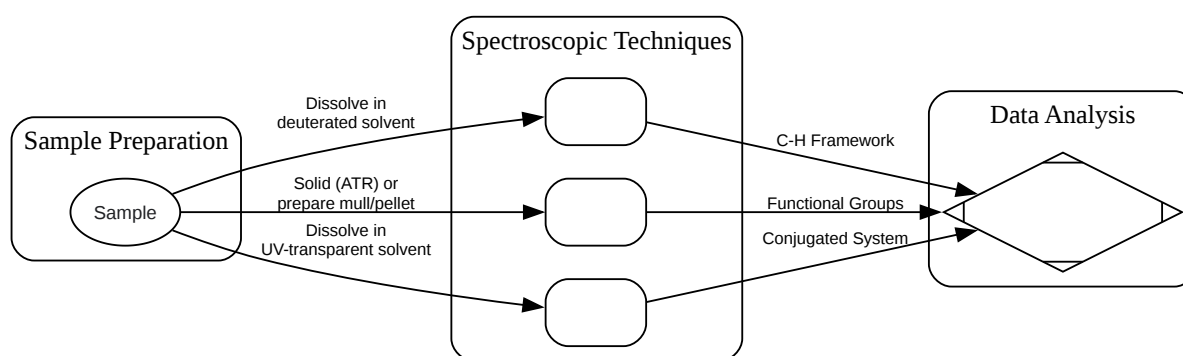 Spectroscopic Techniques
Sample Preparation
Sample
Dissolve in
deuterated solvent
Solid (ATR) or
prepare mull/pellet
Dissolve in
UV-transparent solvent
C-H Framework
Functional Groups
Conjugated System
Data Analysis